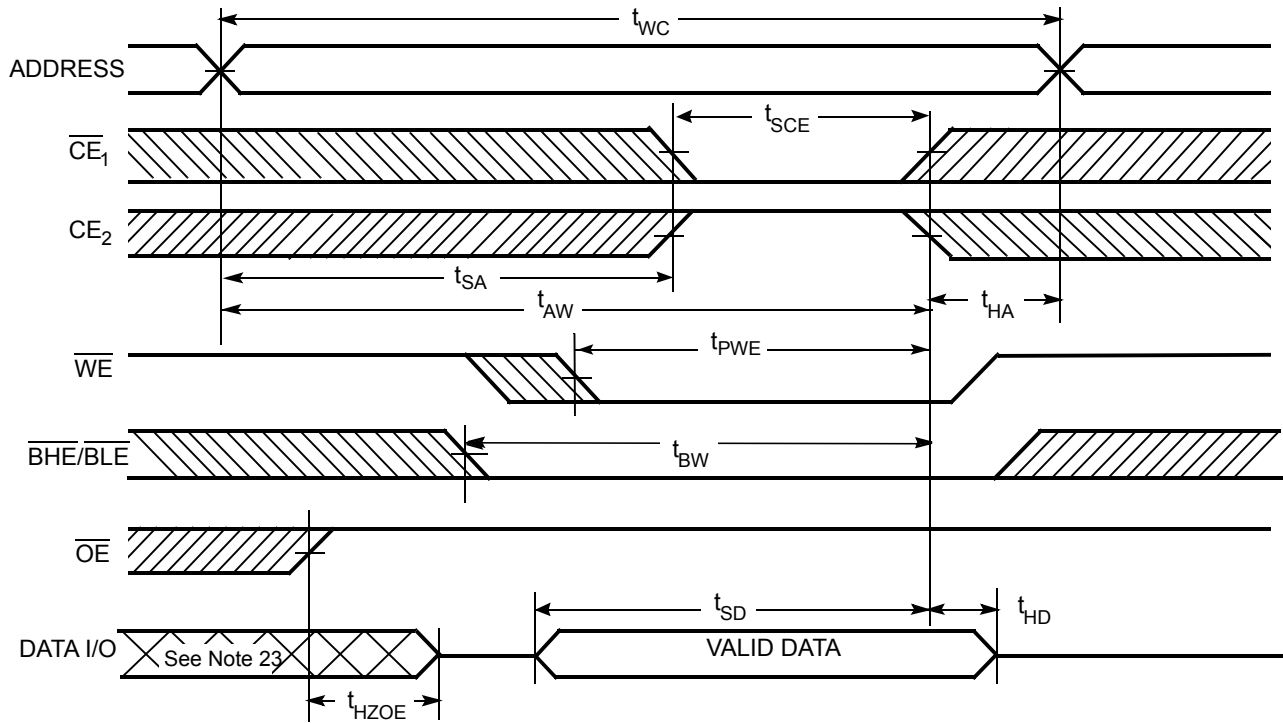 tWC
ADDRESS
tSCE
CE1
CE2
tSA
tAW
tHA
tPWE
WE
BHE/BLE
tBW
OE
tSD
tHD
DATA I/O
See Note 23
VALID DATA
tHZOE